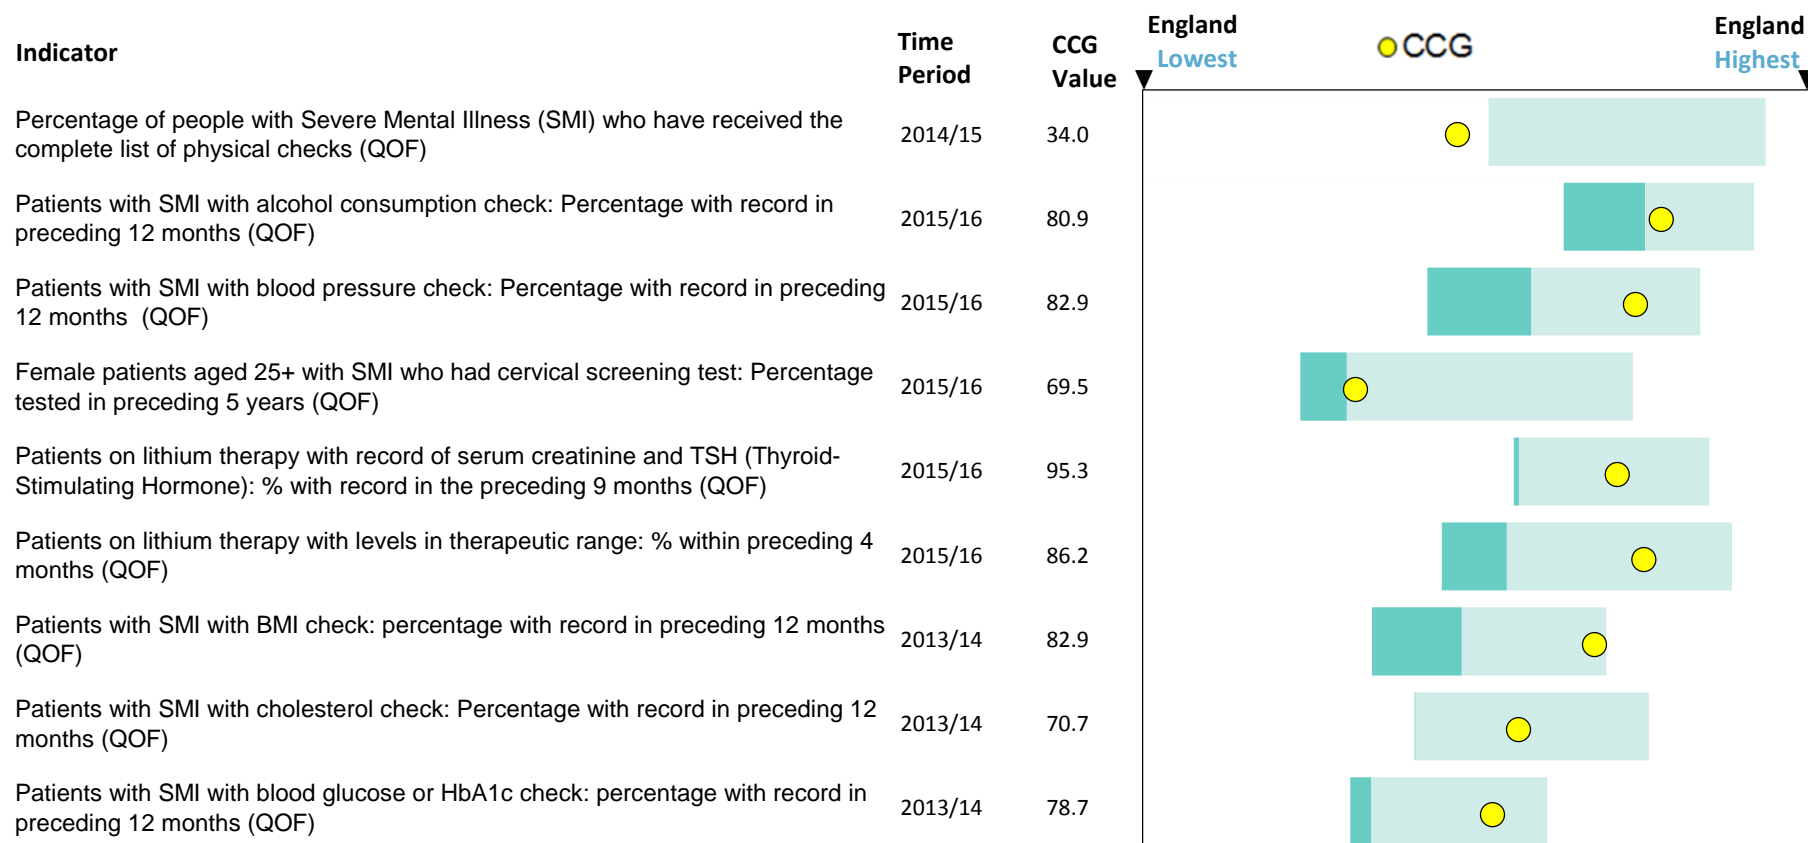 Indicator
Time
Period
CCG
Value
England
Lowest
CCG
England
Highest
Percentage of people with Severe Mental Illness (SMI) who have received the
complete list of physical checks (QOF)
2014/15
34.0
Patients with SMI with alcohol consumption check: Percentage with record in
preceding 12 months (QOF)
2015/16
80.9
Patients with SMI with blood pressure check: Percentage with record in preceding
12 months  (QOF)
2015/16
82.9
Female patients aged 25+ with SMI who had cervical screening test: Percentage
tested in preceding 5 years (QOF)
2015/16
69.5
Patients on lithium therapy with record of serum creatinine and TSH (Thyroid-
Stimulating Hormone): % with record in the preceding 9 months (QOF)
2015/16
95.3
Patients on lithium therapy with levels in therapeutic range: % within preceding 4
months (QOF)
2015/16
86.2
Patients with SMI with BMI check: percentage with record in preceding 12 months
(QOF)
2013/14
82.9
Patients with SMI with cholesterol check: Percentage with record in preceding 12
months (QOF)
2013/14
70.7
Patients with SMI with blood glucose or HbA1c check: percentage with record in
preceding 12 months (QOF)
2013/14
78.7